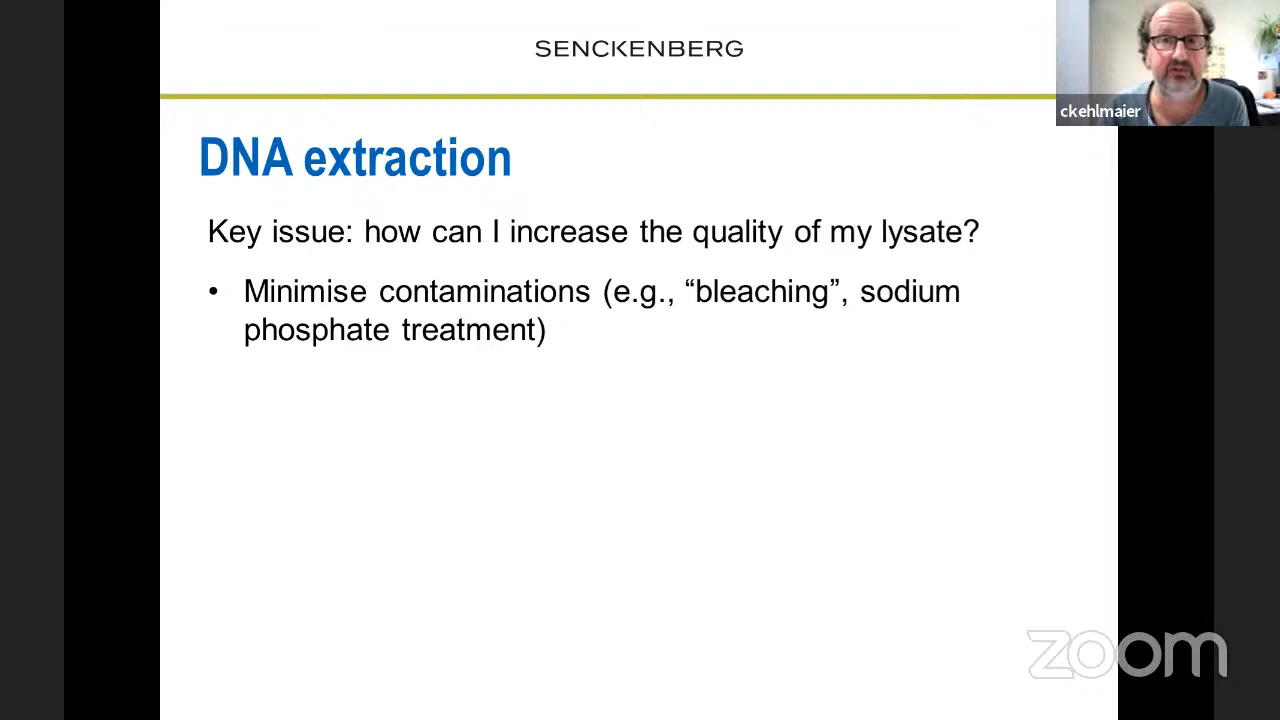 SENCKENBERG
ckehlmaier
DNA extraction
Key issue: how can I increase the quality of my lysate?
• Minimise contaminations (e.g., “bleaching”, sodium
phosphate treatment)
zoom